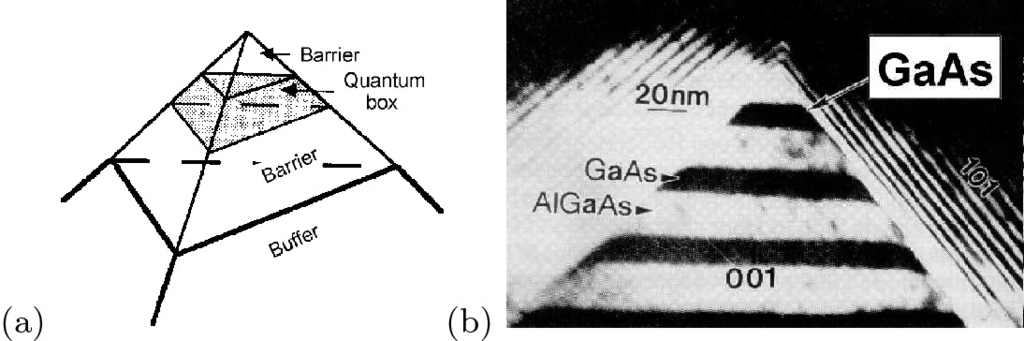 Barrier
Quantum
box
Barrier
Buffer
(a)
GaAs
20nm
101
GaAs
AlGaAs
001
(b)